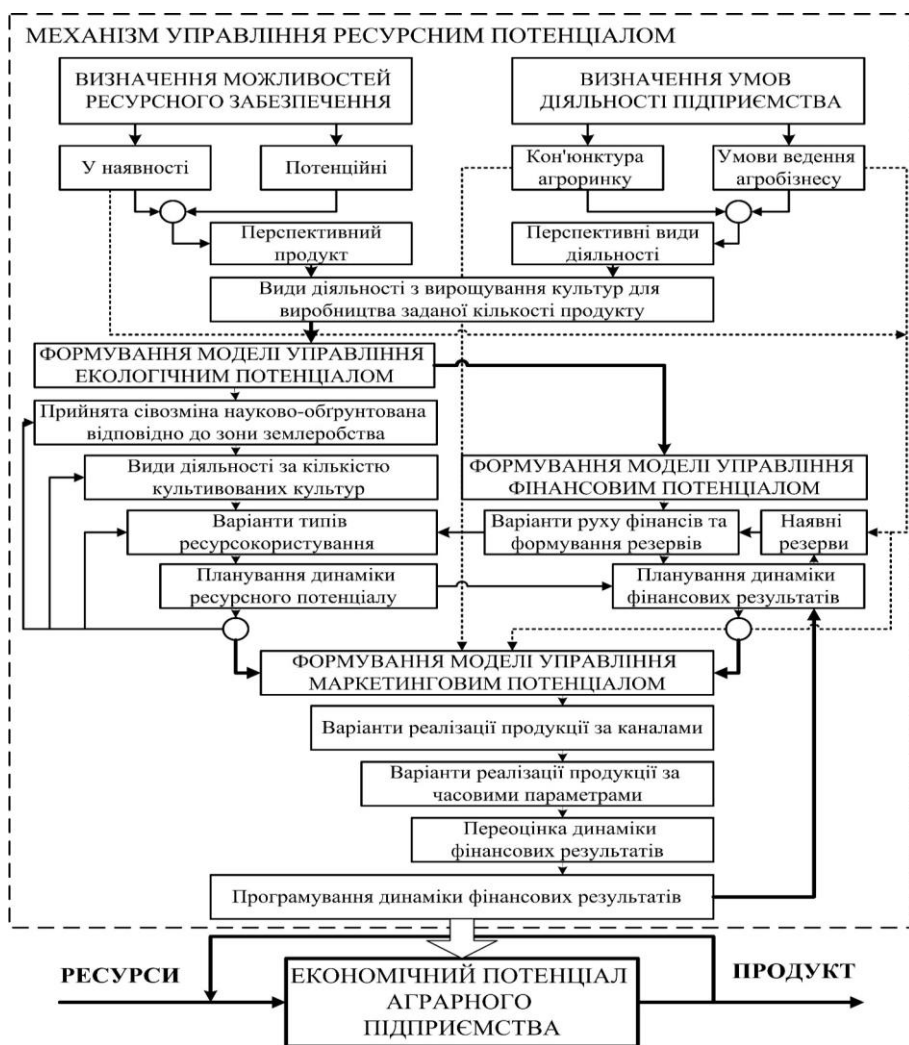 МЕХАНІЗМ УПРАВЛІННЯ РЕСУРСНИМ ПОТЕНЦІАЛОМ
ВИЗНАЧЕННЯ МОЖЛИВОСТЕЙ
РЕСУРСНОГО ЗАБЕЗПЕЧЕННЯ
ВИЗНАЧЕННЯ УМОВ
ДІЯЛЬНОСТІ ПІДПРИЄМСТВА
У наявності
Потенційні
Кон'юнктура
агроринку
Умови ведення
агробізнесу
Перспективний
продукт
Перспективні види
діяльності
Види діяльності з вирощування культур для
виробництва заданої кількості продукту
ФОРМУВАННЯ МОДЕЛІ УПРАВЛІННЯ
ЕКОЛОГІЧНИМ ПОТЕНЦІАЛОМ
Прийнята сівозміна науково-обґрунтована
відповідно до зони землеробства
Види діяльності за кількістю
культивованих культур
ФОРМУВАННЯ МОДЕЛІ УПРАВЛІННЯ
ФІНАНСОВИМ ПОТЕНЦІАЛОМ
Варіанти типів
ресурсокористування
Варіанти руху фінансів та
формування резервів
Наявні
резерви
Планування динаміки
ресурсного потенціалу
Планування динаміки
фінансових результатів
ФОРМУВАННЯ МОДЕЛІ УПРАВЛІННЯ
МАРКЕТИНГОВИМ ПОТЕНЦІАЛОМ
Варіанти реалізації продукції за каналами
Варіанти реалізації продукції за
часовими параметрами
Переоцінка динаміки
фінансових результатів
Програмування динаміки фінансових результатів
РЕСУРСИ
ЕКОНОМІЧНИЙ ПОТЕНЦІАЛ
АГРАРНОГО
ПІДПРИЄМСТВА
ПРОДУКТ